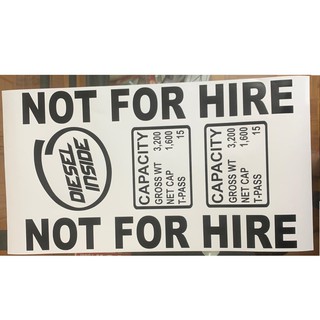 NOT FOR HIRE
DIESEL
INSIDE
CAPACITY
GROSS WT 3,200
NET CAP 1,600
T-PASS 15
CAPACITY
GROSS WT 3,200
NET CAP 1,600
T-PASS 15
NOT FOR HIRE